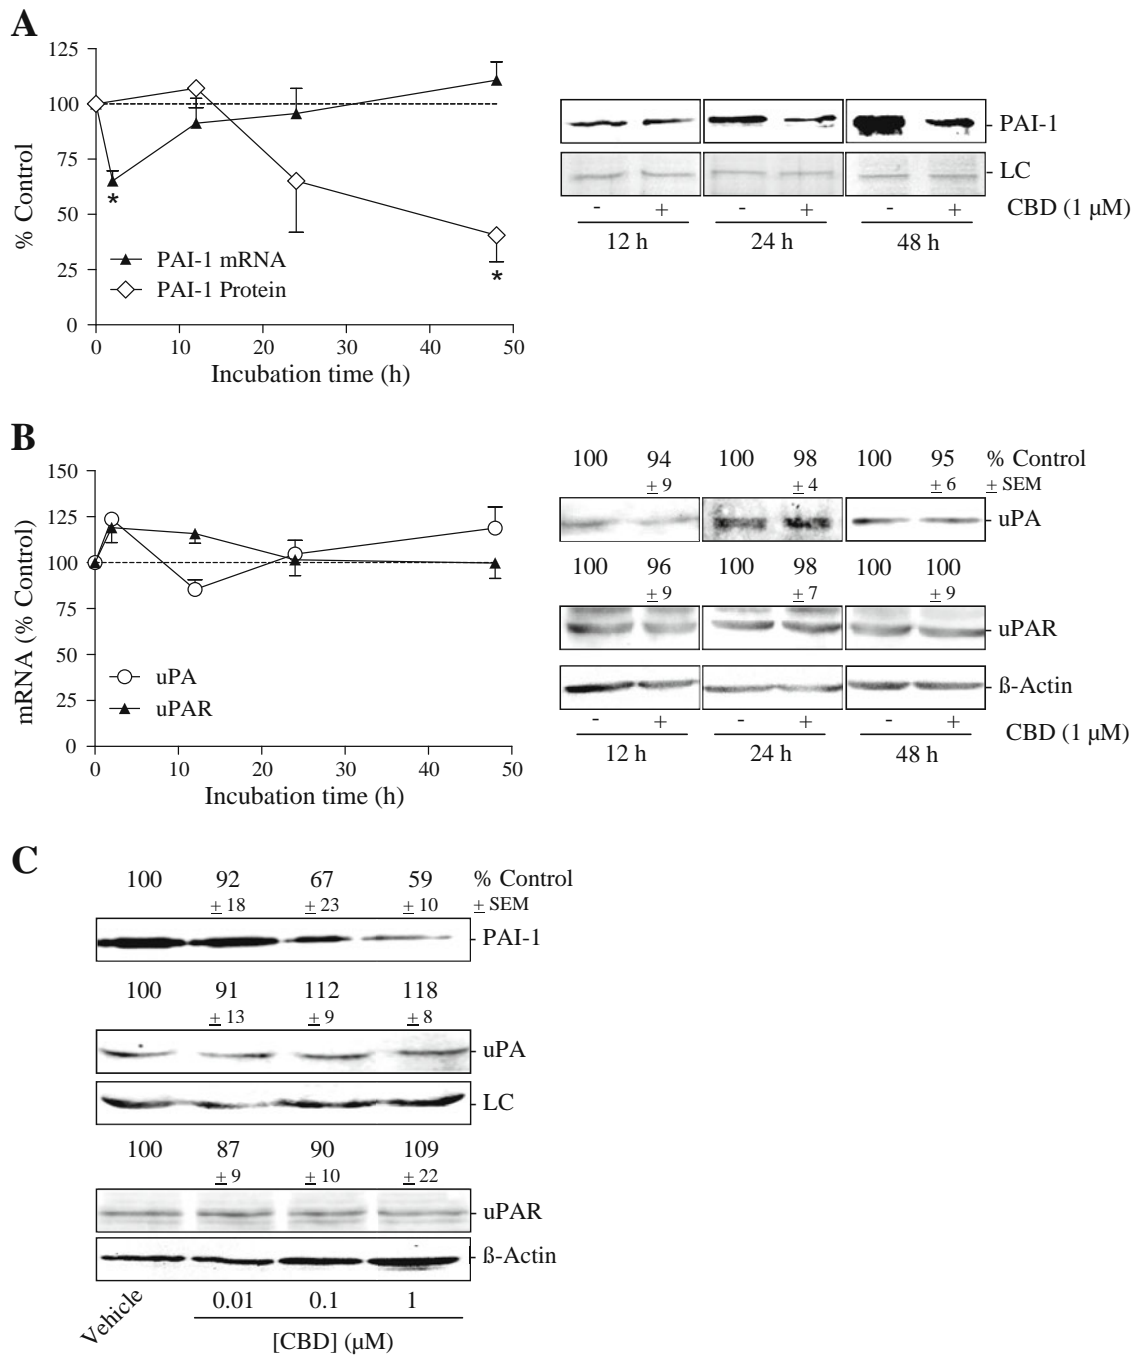 A
125
100
75
50
25
0
% Control
*
*
PAI-1 mRNA
PAI-1 Protein
0 10 20 30 40 50
Incubation time (h)
PAI-1
LC
- + - + - + CBD (1 µM)
12 h 24 h 48 h
B
150
125
100
75
50
25
0
mRNA (% Control)
uPA
uPAR
0 10 20 30 40 50
Incubation time (h)
100 94 100 98 100 95 % Control
± 9 ± 4 ± 6 ± SEM
uPA
100 96 100 98 100 100
± 9 ± 7 ± 9
uPAR
ß-Actin
- + - + - + CBD (1 µM)
12 h 24 h 48 h
C
100 92 67 59 % Control
± 18 ± 23 ± 10 ± SEM
PAI-1
100 91 112 118
± 13 ± 9 ± 8
uPA
LC
100 87 90 109
± 9 ± 10 ± 22
uPAR
ß-Actin
Vehicle 0.01 0.1 1
[CBD] (µM)